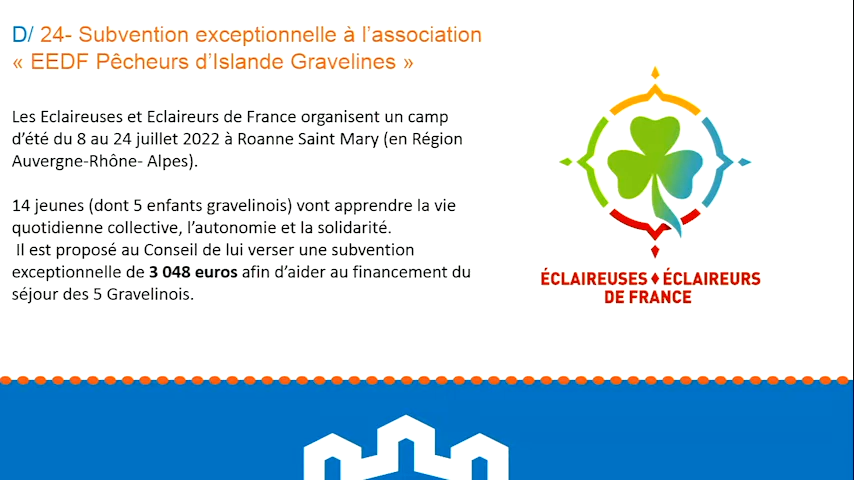 D/ 24- Subvention exceptionnelle à l’association
« EEDF Pêcheurs d’Islande Gravelines »
Les Eclaireuses et Eclaireurs de France organisent un camp
d’été du 8 au 24 juillet 2022 à Roanne Saint Mary (en Région
Auvergne-Rhône- Alpes).
14 jeunes (dont 5 enfants gravelinois) vont apprendre la vie
quotidienne collective, l’autonomie et la solidarité.
Il est proposé au Conseil de lui verser une subvention
exceptionnelle de 3 048 euros afin d’aider au financement du
séjour des 5 Gravelinois.
ÉCLAIREUSES ♦ ÉCLAIREURS
DE FRANCE